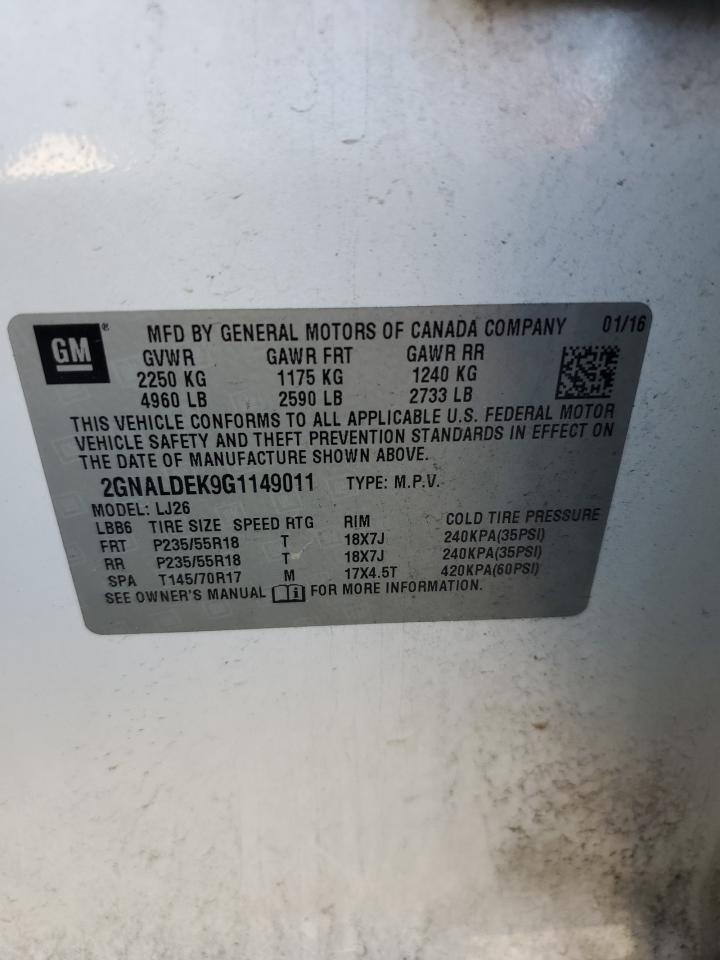 GM ® MFD BY GENERAL MOTORS OF CANADA COMPANY 01/16
GVWR GAWR FRT GAWR RR
2250 KG 1175 KG 1240 KG
4960 LB 2590 LB 2733 LB
THIS VEHICLE CONFORMS TO ALL APPLICABLE U.S. FEDERAL MOTOR
VEHICLE SAFETY AND THEFT PREVENTION STANDARDS IN EFFECT ON
THE DATE OF MANUFACTURE SHOWN ABOVE.
2GNALDEK9G1149011 TYPE: M.P.V.
MODEL: LJ26
LBB6 TIRE SIZE SPEED RTG RIM COLD TIRE PRESSURE
FRT P235/55R18 T 18X7J 240KPA(35PSI)
RR P235/55R18 T 18X7J 240KPA(35PSI)
SPA T145/70R17 M 17X4.5T 420KPA(60PSI)
SEE OWNER'S MANUAL i FOR MORE INFORMATION.